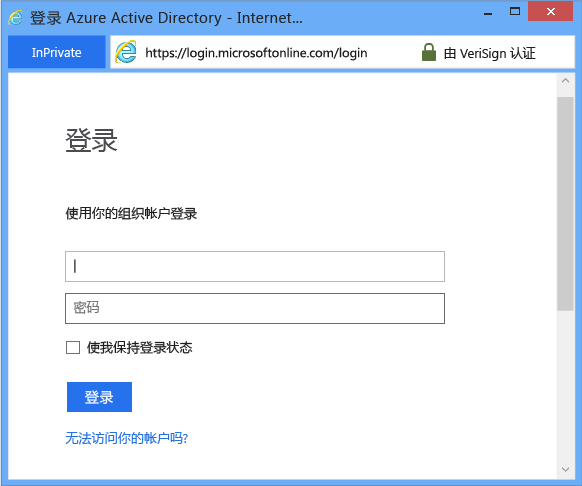 登录 Azure Active Directory - Internet...
InPrivate https://login.microsoftonline.com/login 由 VeriSign 认证
登录
使用你的组织帐户登录
密码
使我保持登录状态
登录
无法访问你的帐户吗?